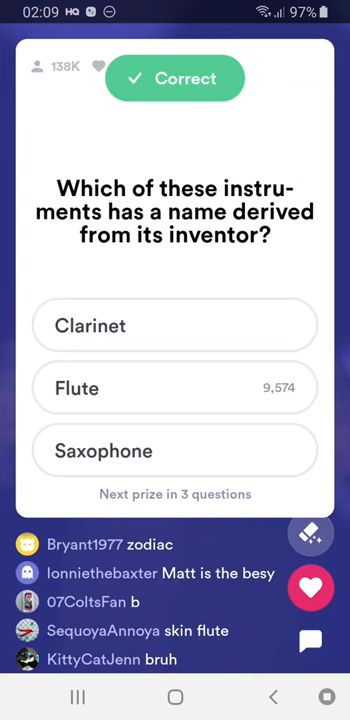 02:09 HQ 97%
138K
Correct
Which of these instru-
ments has a name derived
from its inventor?
Clarinet
Flute 9,574
Saxophone
Next prize in 3 questions
Bryant1977 zodiac
lonniethebaxter Matt is the besy
07ColtsFan b
SequoyaAnnoya skin flute
KittyCatJenn bruh